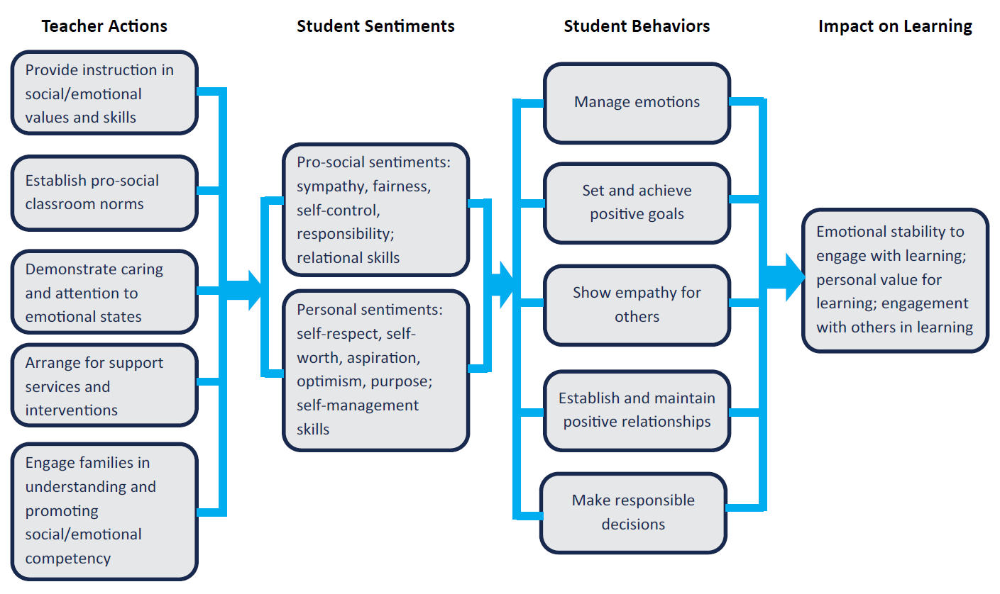 Teacher Actions
Student Sentiments
Student Behaviors
Impact on Learning
Provide instruction in
social/emotional
values and skills
Establish pro-social
classroom norms
Demonstrate caring
and attention to
emotional states
Arrange for support
services and
interventions
Engage families in
understanding and
promoting
social/emotional
competency
Pro-social sentiments:
sympathy, fairness,
self-control,
responsibility;
relational skills
Personal sentiments:
self-respect, self-
worth, aspiration,
optimism, purpose;
self-management
skills
Manage emotions
Set and achieve
positive goals
Show empathy for
others
Establish and maintain
positive relationships
Make responsible
decisions
Emotional stability to
engage with learning;
personal value for
learning; engagement
with others in learning